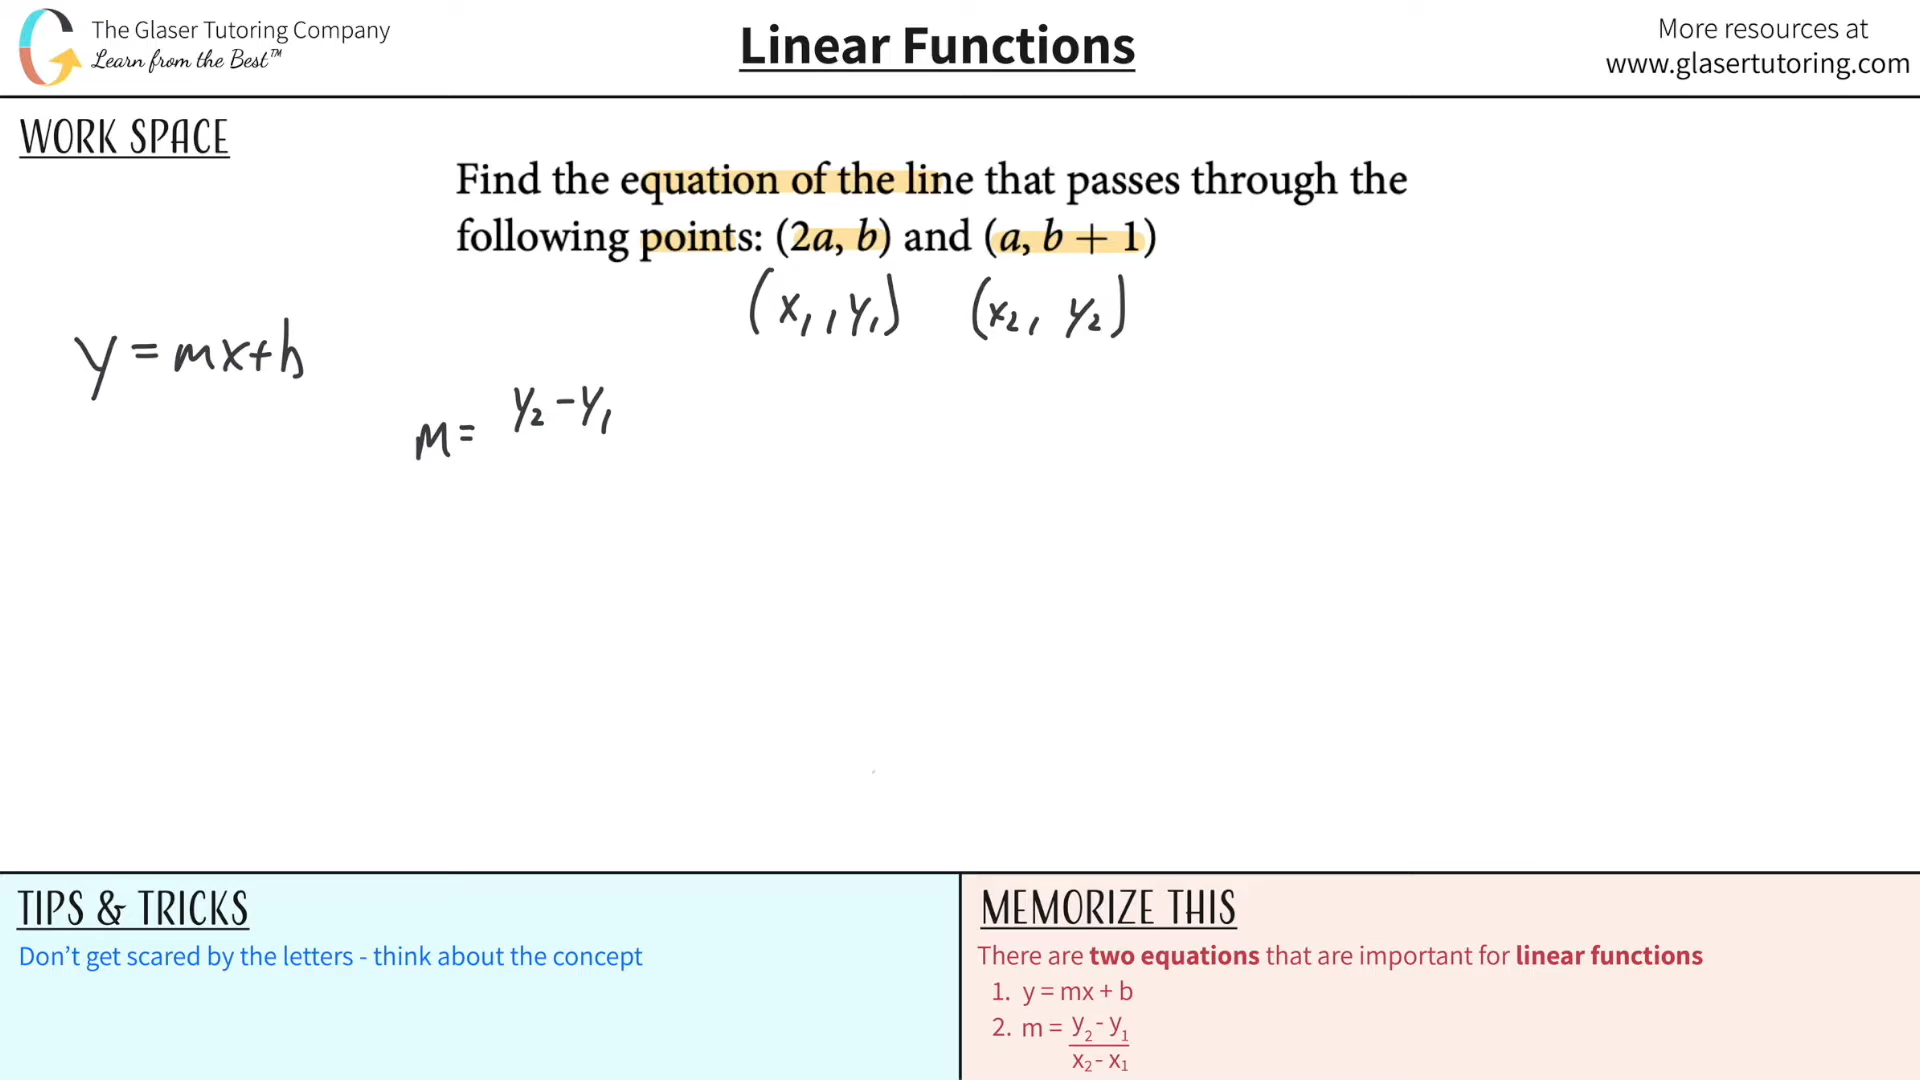 The Glaser Tutoring Company
Learn from the Best™
Linear Functions
More resources at
www.glasertutoring.com
WORK SPACE
Find the equation of the line that passes through the
following points: (2a, b) and (a, b + 1)
(x₁, y₁) (x₂, y₂)
y = mx+b
m = y₂ - y₁
TIPS & TRICKS
Don't get scared by the letters - think about the concept
MEMORIZE THIS
There are two equations that are important for linear functions
1. y = mx + b
2. m = y₂ - y₁
x₂ - x₁